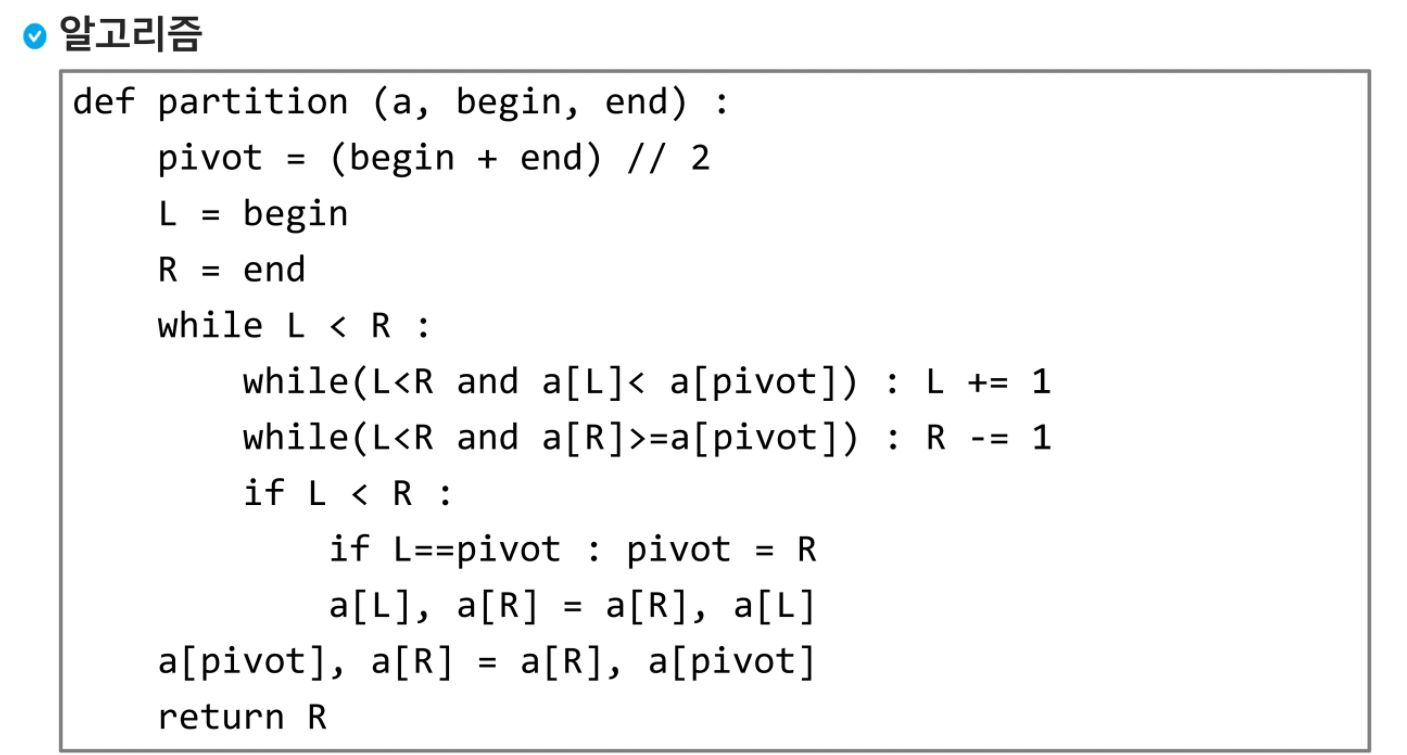 알고리즘
def partition (a, begin, end) :
    pivot = (begin + end) // 2
    L = begin
    R = end
    while L < R :
        while(L<R and a[L]< a[pivot]) : L += 1
        while(L<R and a[R]>=a[pivot]) : R -= 1
        if L < R :
            if L==pivot : pivot = R
            a[L], a[R] = a[R], a[L]
    a[pivot], a[R] = a[R], a[pivot]
    return R